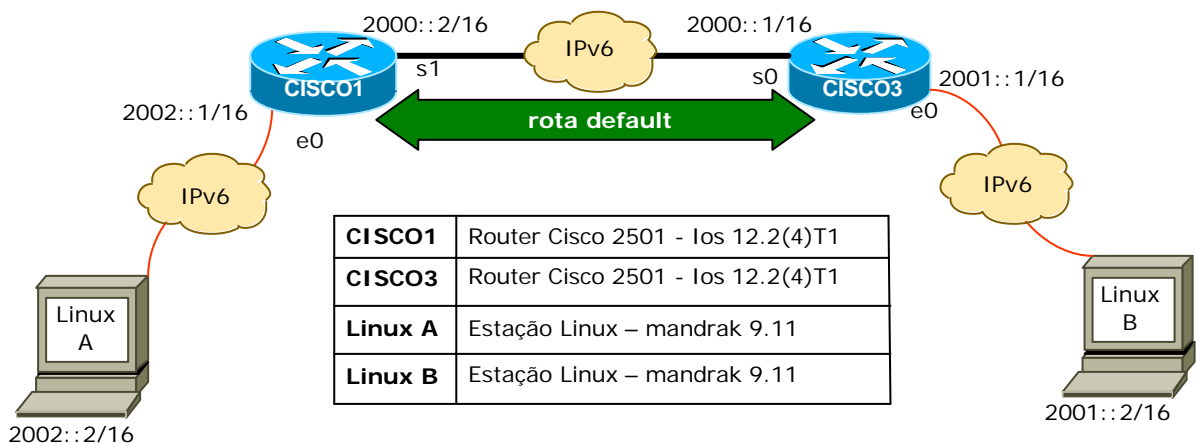 2000::2/16
2000::1/16
IPv6
s1
s0
CISCO1
CISCO3
2001::1/16
2002::1/16
rota default
e0
e0
IPv6
IPv6
CISCO1 Router Cisco 2501 - Ios 12.2(4)T1
CISCO3 Router Cisco 2501 - Ios 12.2(4)T1
Linux A Estação Linux – mandrak 9.11
Linux B Estação Linux – mandrak 9.11
Linux
A
Linux
B
2002::2/16
2001::2/16